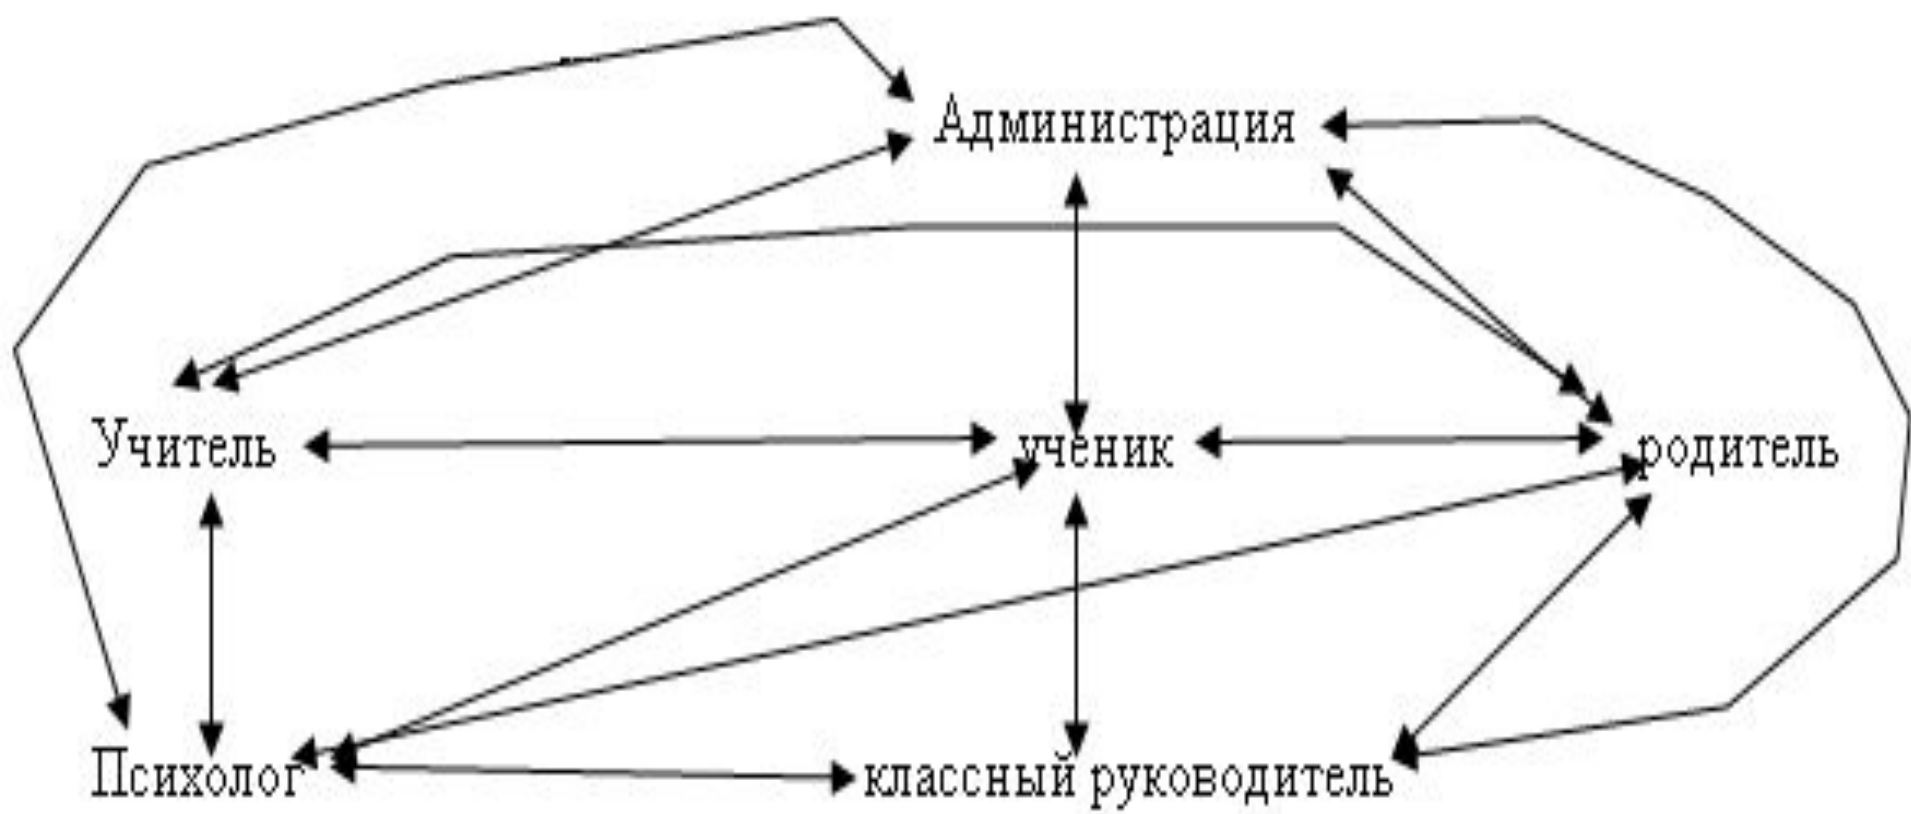 Администрация
Учитель ученик родитель
Психолог классный руководитель